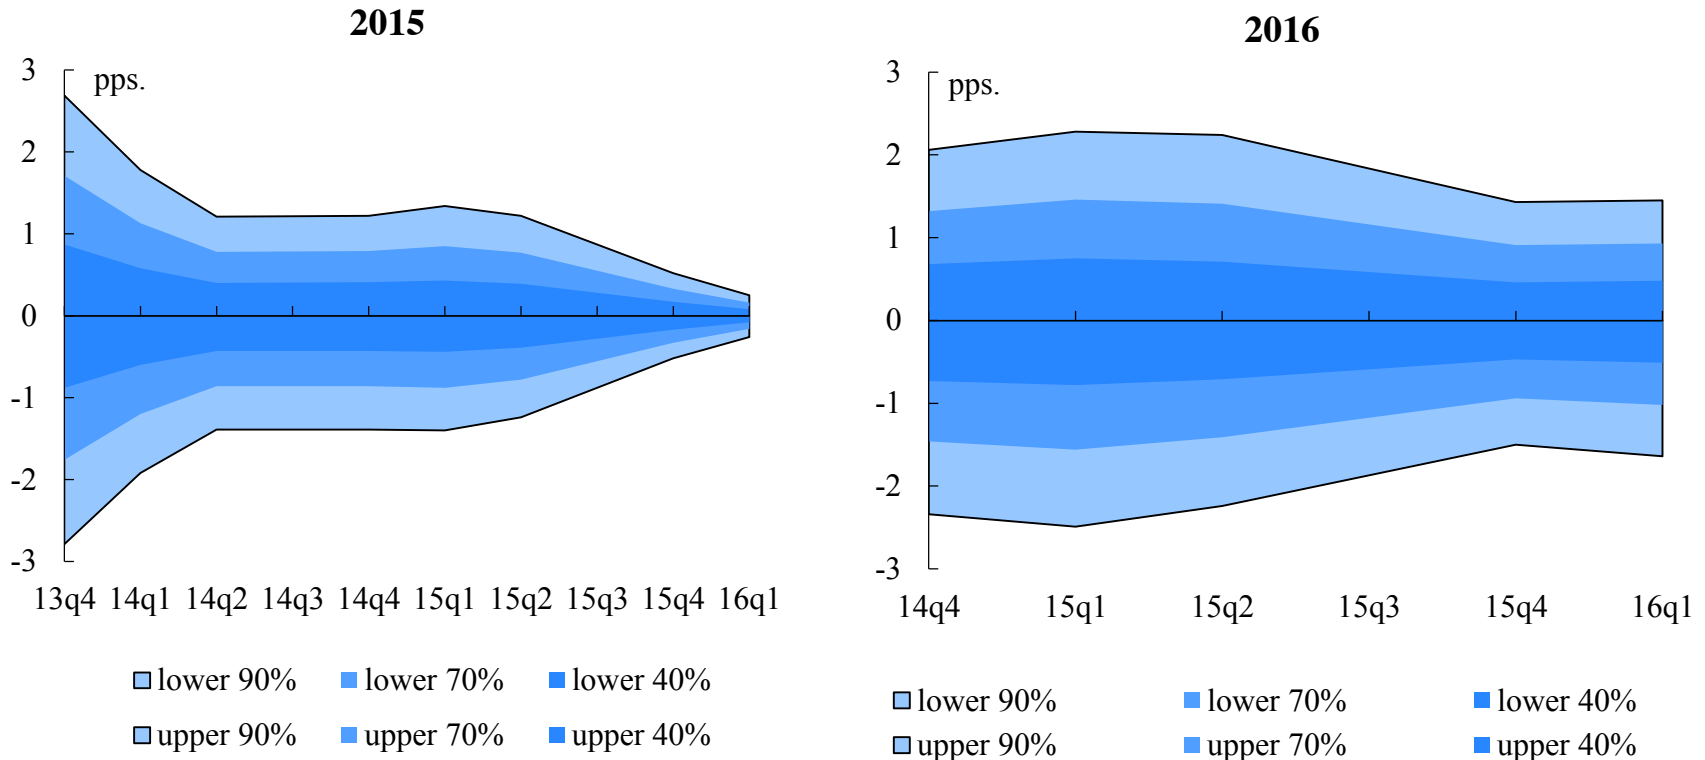 2015
pps.
3
2
1
0
-1
-2
-3
13q4 14q1 14q2 14q3 14q4 15q1 15q2 15q3 15q4 16q1
lower 90% lower 70% lower 40%
upper 90% upper 70% upper 40%
2016
pps.
3
2
1
0
-1
-2
-3
14q4 15q1 15q2 15q3 15q4 16q1
lower 90% lower 70% lower 40%
upper 90% upper 70% upper 40%